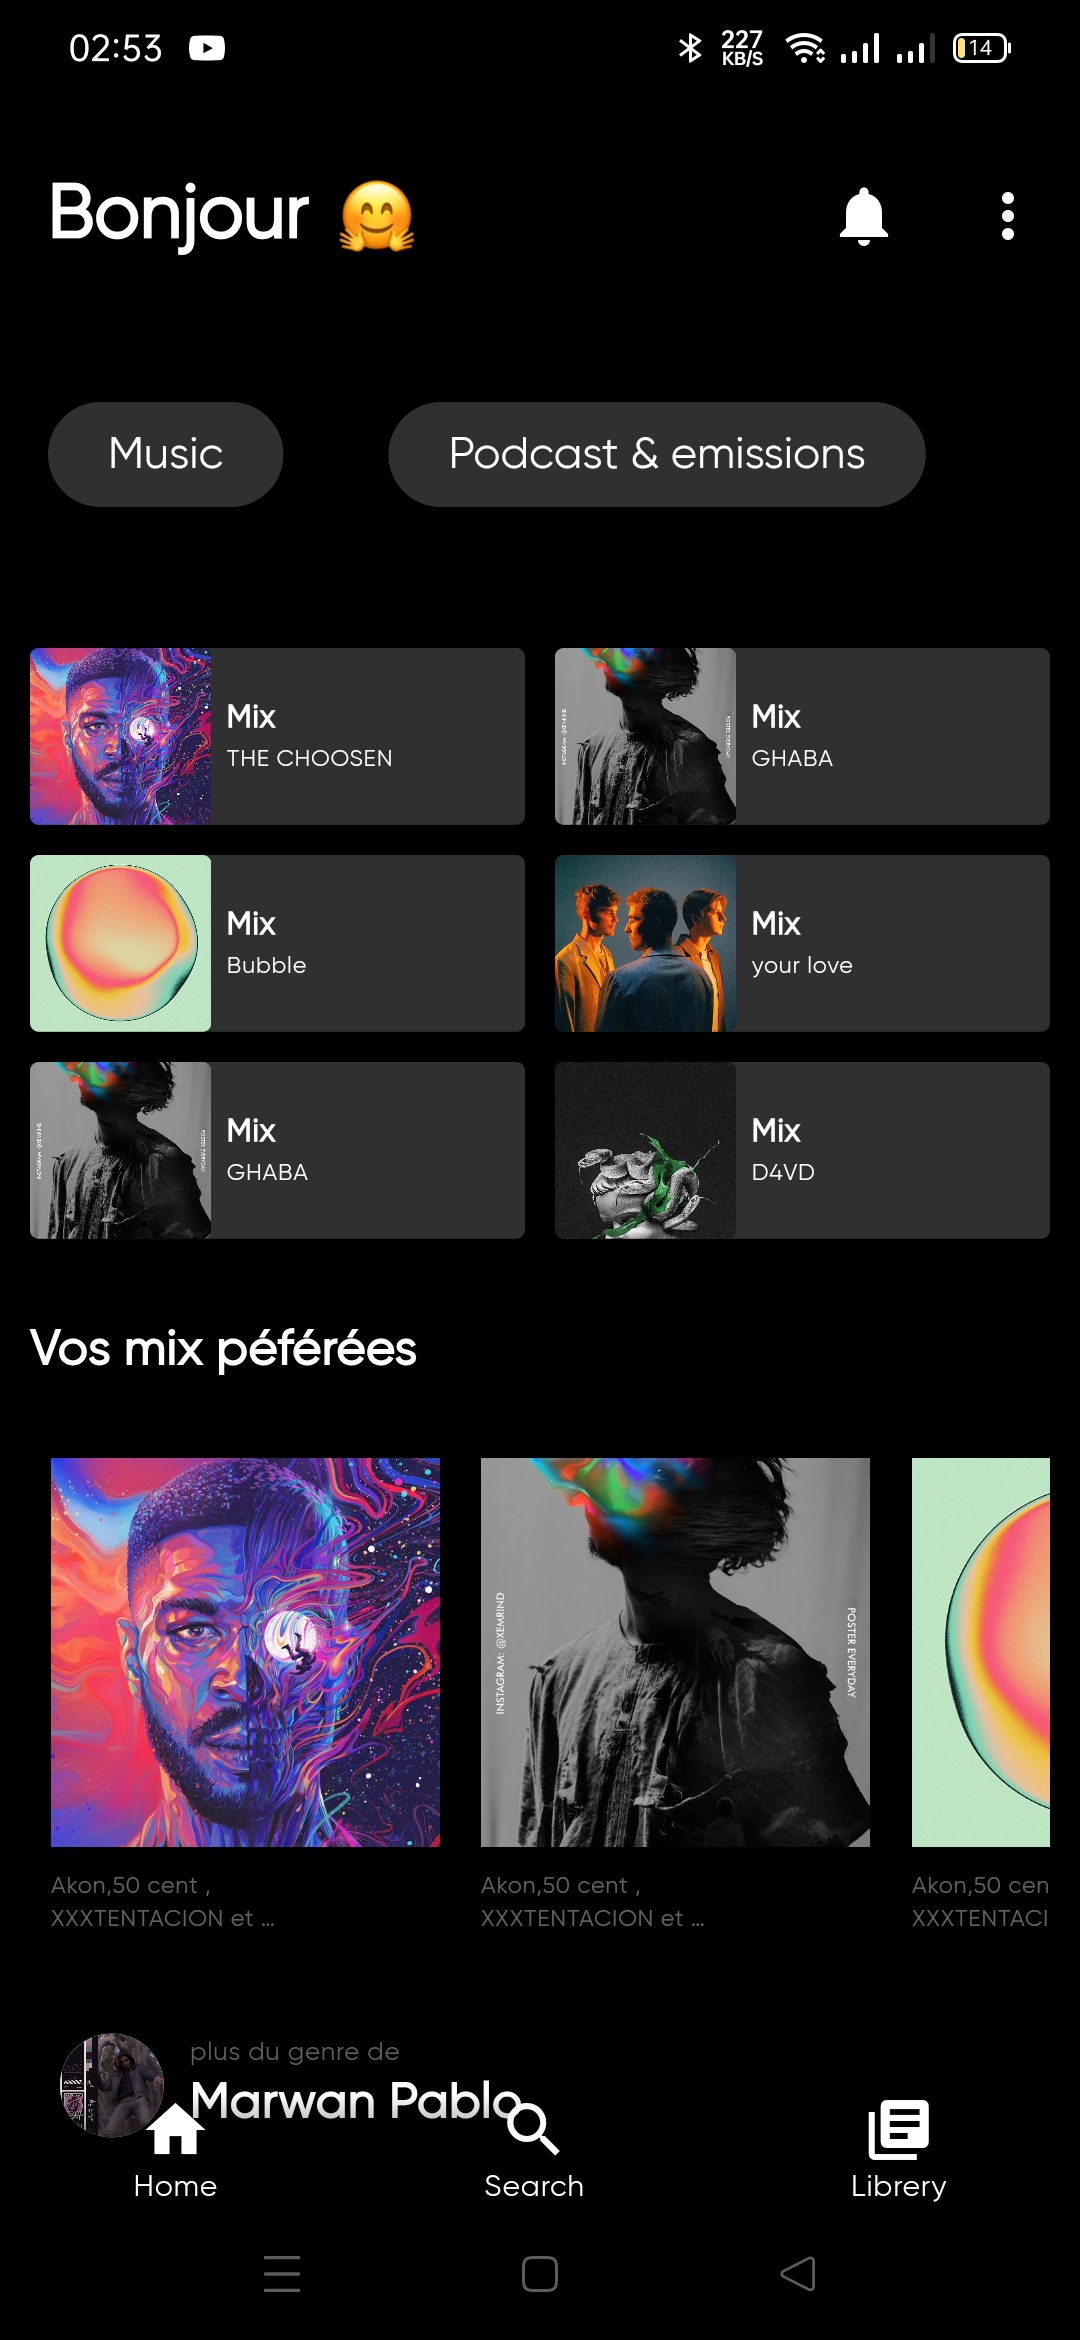 02:53
227
KB/S
14
Bonjour 🤗
Music
Podcast & emissions
Mix
THE CHOOSEN
Mix
GHABA
Mix
Bubble
Mix
your love
Mix
GHABA
Mix
D4VD
Vos mix péférées
INSTAGRAM: @XEMRIND
POSTER EVERYDAY
Akon,50 cent ,
XXXTENTACION et ...
Akon,50 cent ,
XXXTENTACION et ...
Akon,50 cen
XXXTENTACI
plus du genre de
Marwan Pablo
Home
Search
Librery